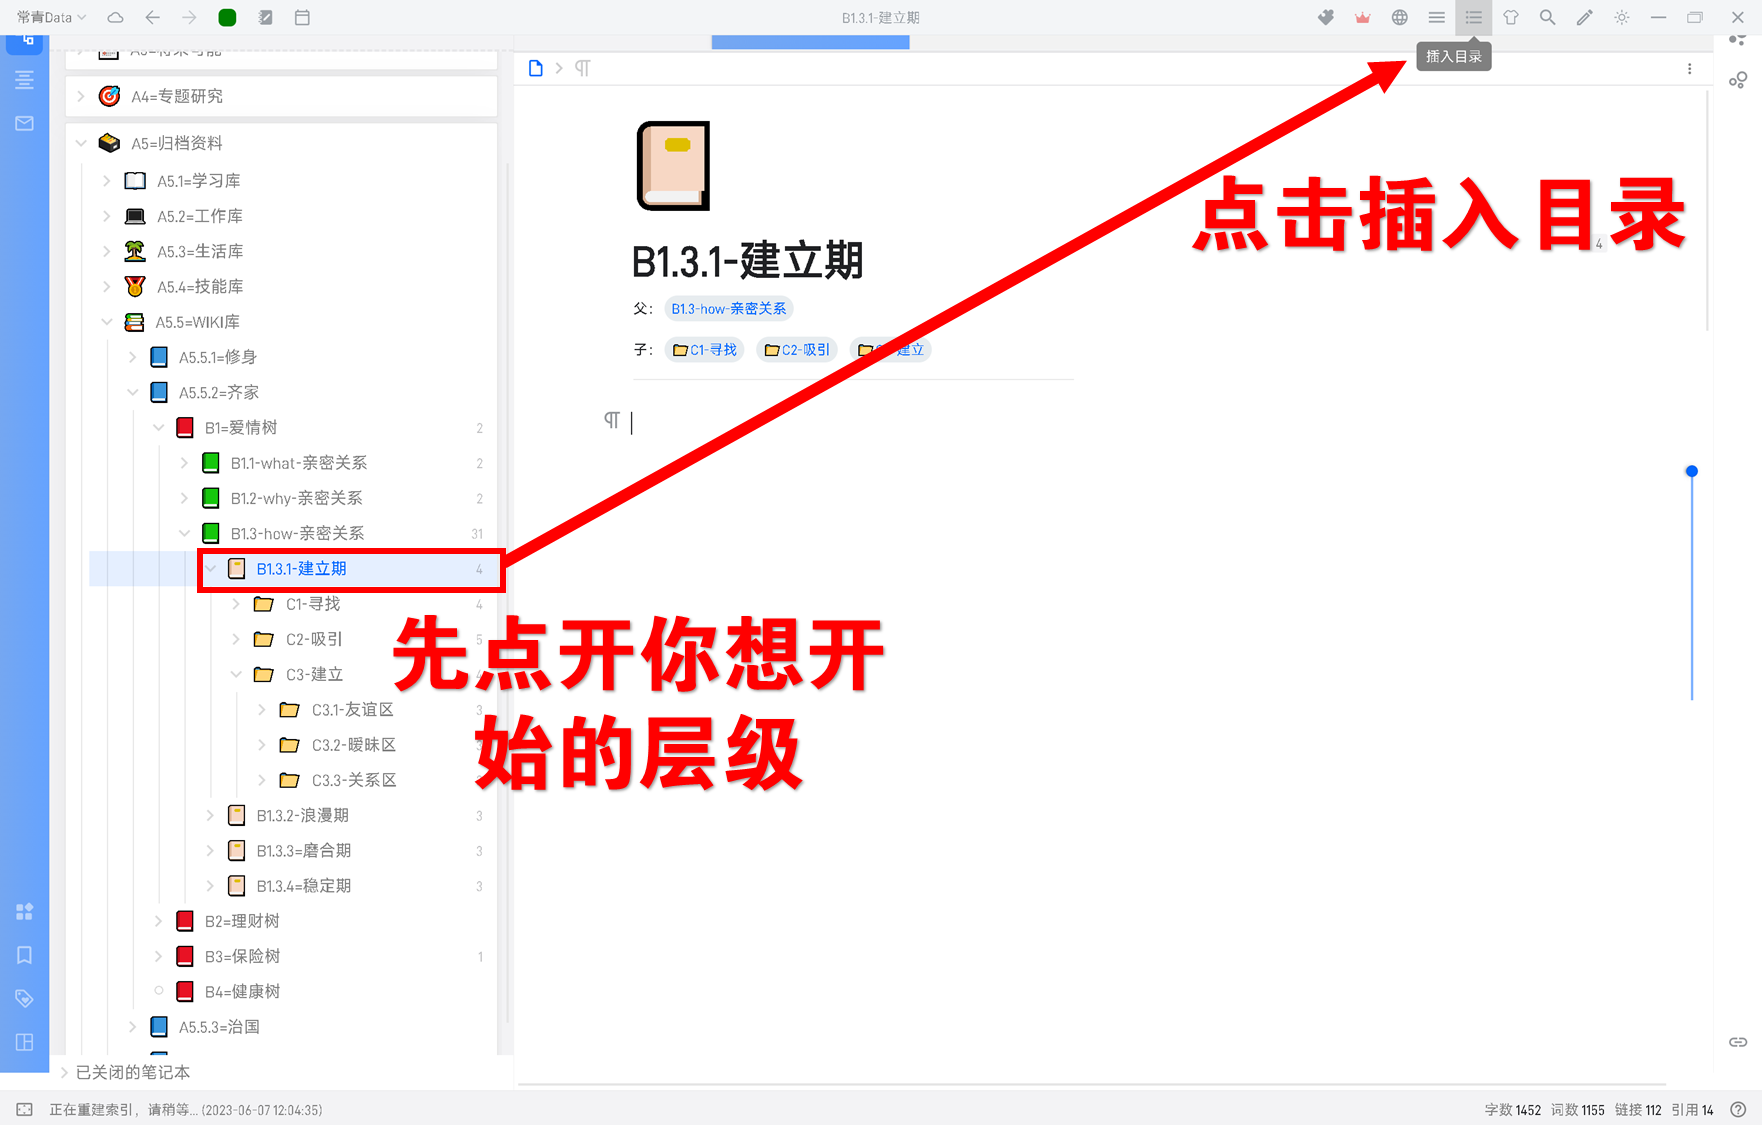 常青Data
B1.3.1-建立期
插入目录
A4=专题研究
A5=归档资料
A5.1=学习库
A5.2=工作库
A5.3=生活库
A5.4=技能库
A5.5=WIKI库
A5.5.1=修身
A5.5.2=齐家
B1=爱情树 2
B1.1-what-亲密关系 2
B1.2-why-亲密关系 2
B1.3-how-亲密关系 31
B1.3.1-建立期 4
C1-寻找 4
C2-吸引 5
C3-建立
C3.1-友谊区 3
C3.2-暧昧区
C3.3-关系区
B1.3.2-浪漫期 3
B1.3.3=磨合期 3
B1.3.4=稳定期 3
B2=理财树
B3=保险树 1
B4=健康树
A5.5.3=治国
已关闭的笔记本
B1.3.1-建立期
父： B1.3-how-亲密关系
子： C1-寻找 C2-吸引 建立
点击插入目录
4
先点开你想开
始的层级
正在重建索引，请稍等... (2023-06-07 12:04:35)
字数 1452 词数 1155 链接 112 引用 14